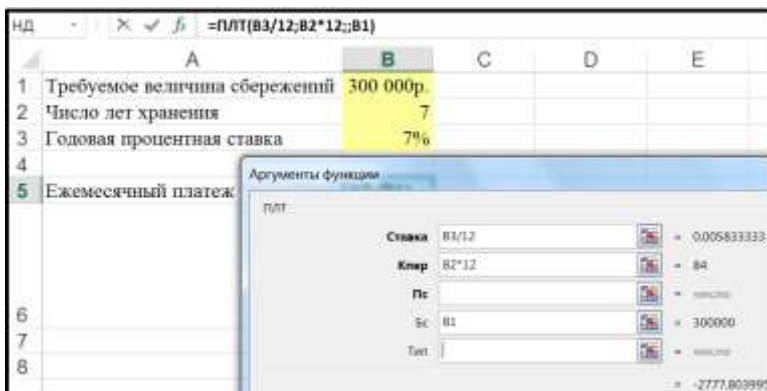 НД =ПЛТ(B3/12;B2*12;;B1)
A B C D E
1 Требуемое величина сбережений 300 000р.
2 Число лет хранения 7
3 Годовая процентная ставка 7%
4
Аргументы функции
5 Ежемесячный платеж
ПЛТ
Ставка B3/12 = 0,005833333
Кпер B2*12 = 84
Пс = число
6 Бс B1 = 300000
7 Тип = число
8
= -2777,80399